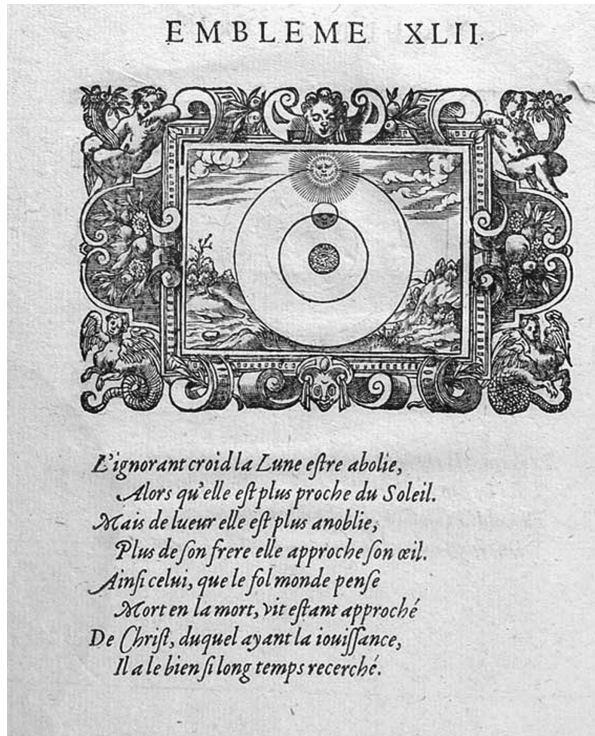 EMBLEME XLII.
L'ignorant croid la Lune eſtre abolie,
Alors qu'elle eſt plus proche du Soleil.
Mais de lueur elle eſt plus anoblie,
Plus de ſon frere elle approche ſon œil.
Ainſi celui, que le fol monde penſe
Mort en la mort, vit eſtant approché
De Chriſt, duquel ayant la iouiſſance,
Il a le bien ſi long temps recerché.